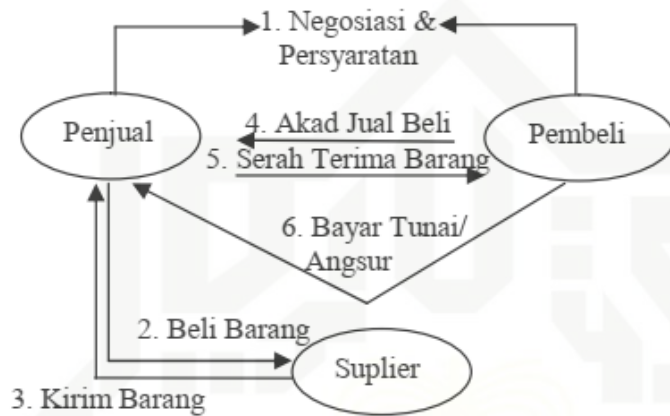 1. Negosiasi &
Persyaratan
Penjual
4. Akad Jual Beli
Pembeli
5. Serah Terima Barang
6. Bayar Tunai/
Angsur
2. Beli Barang
Suplier
3. Kirim Barang